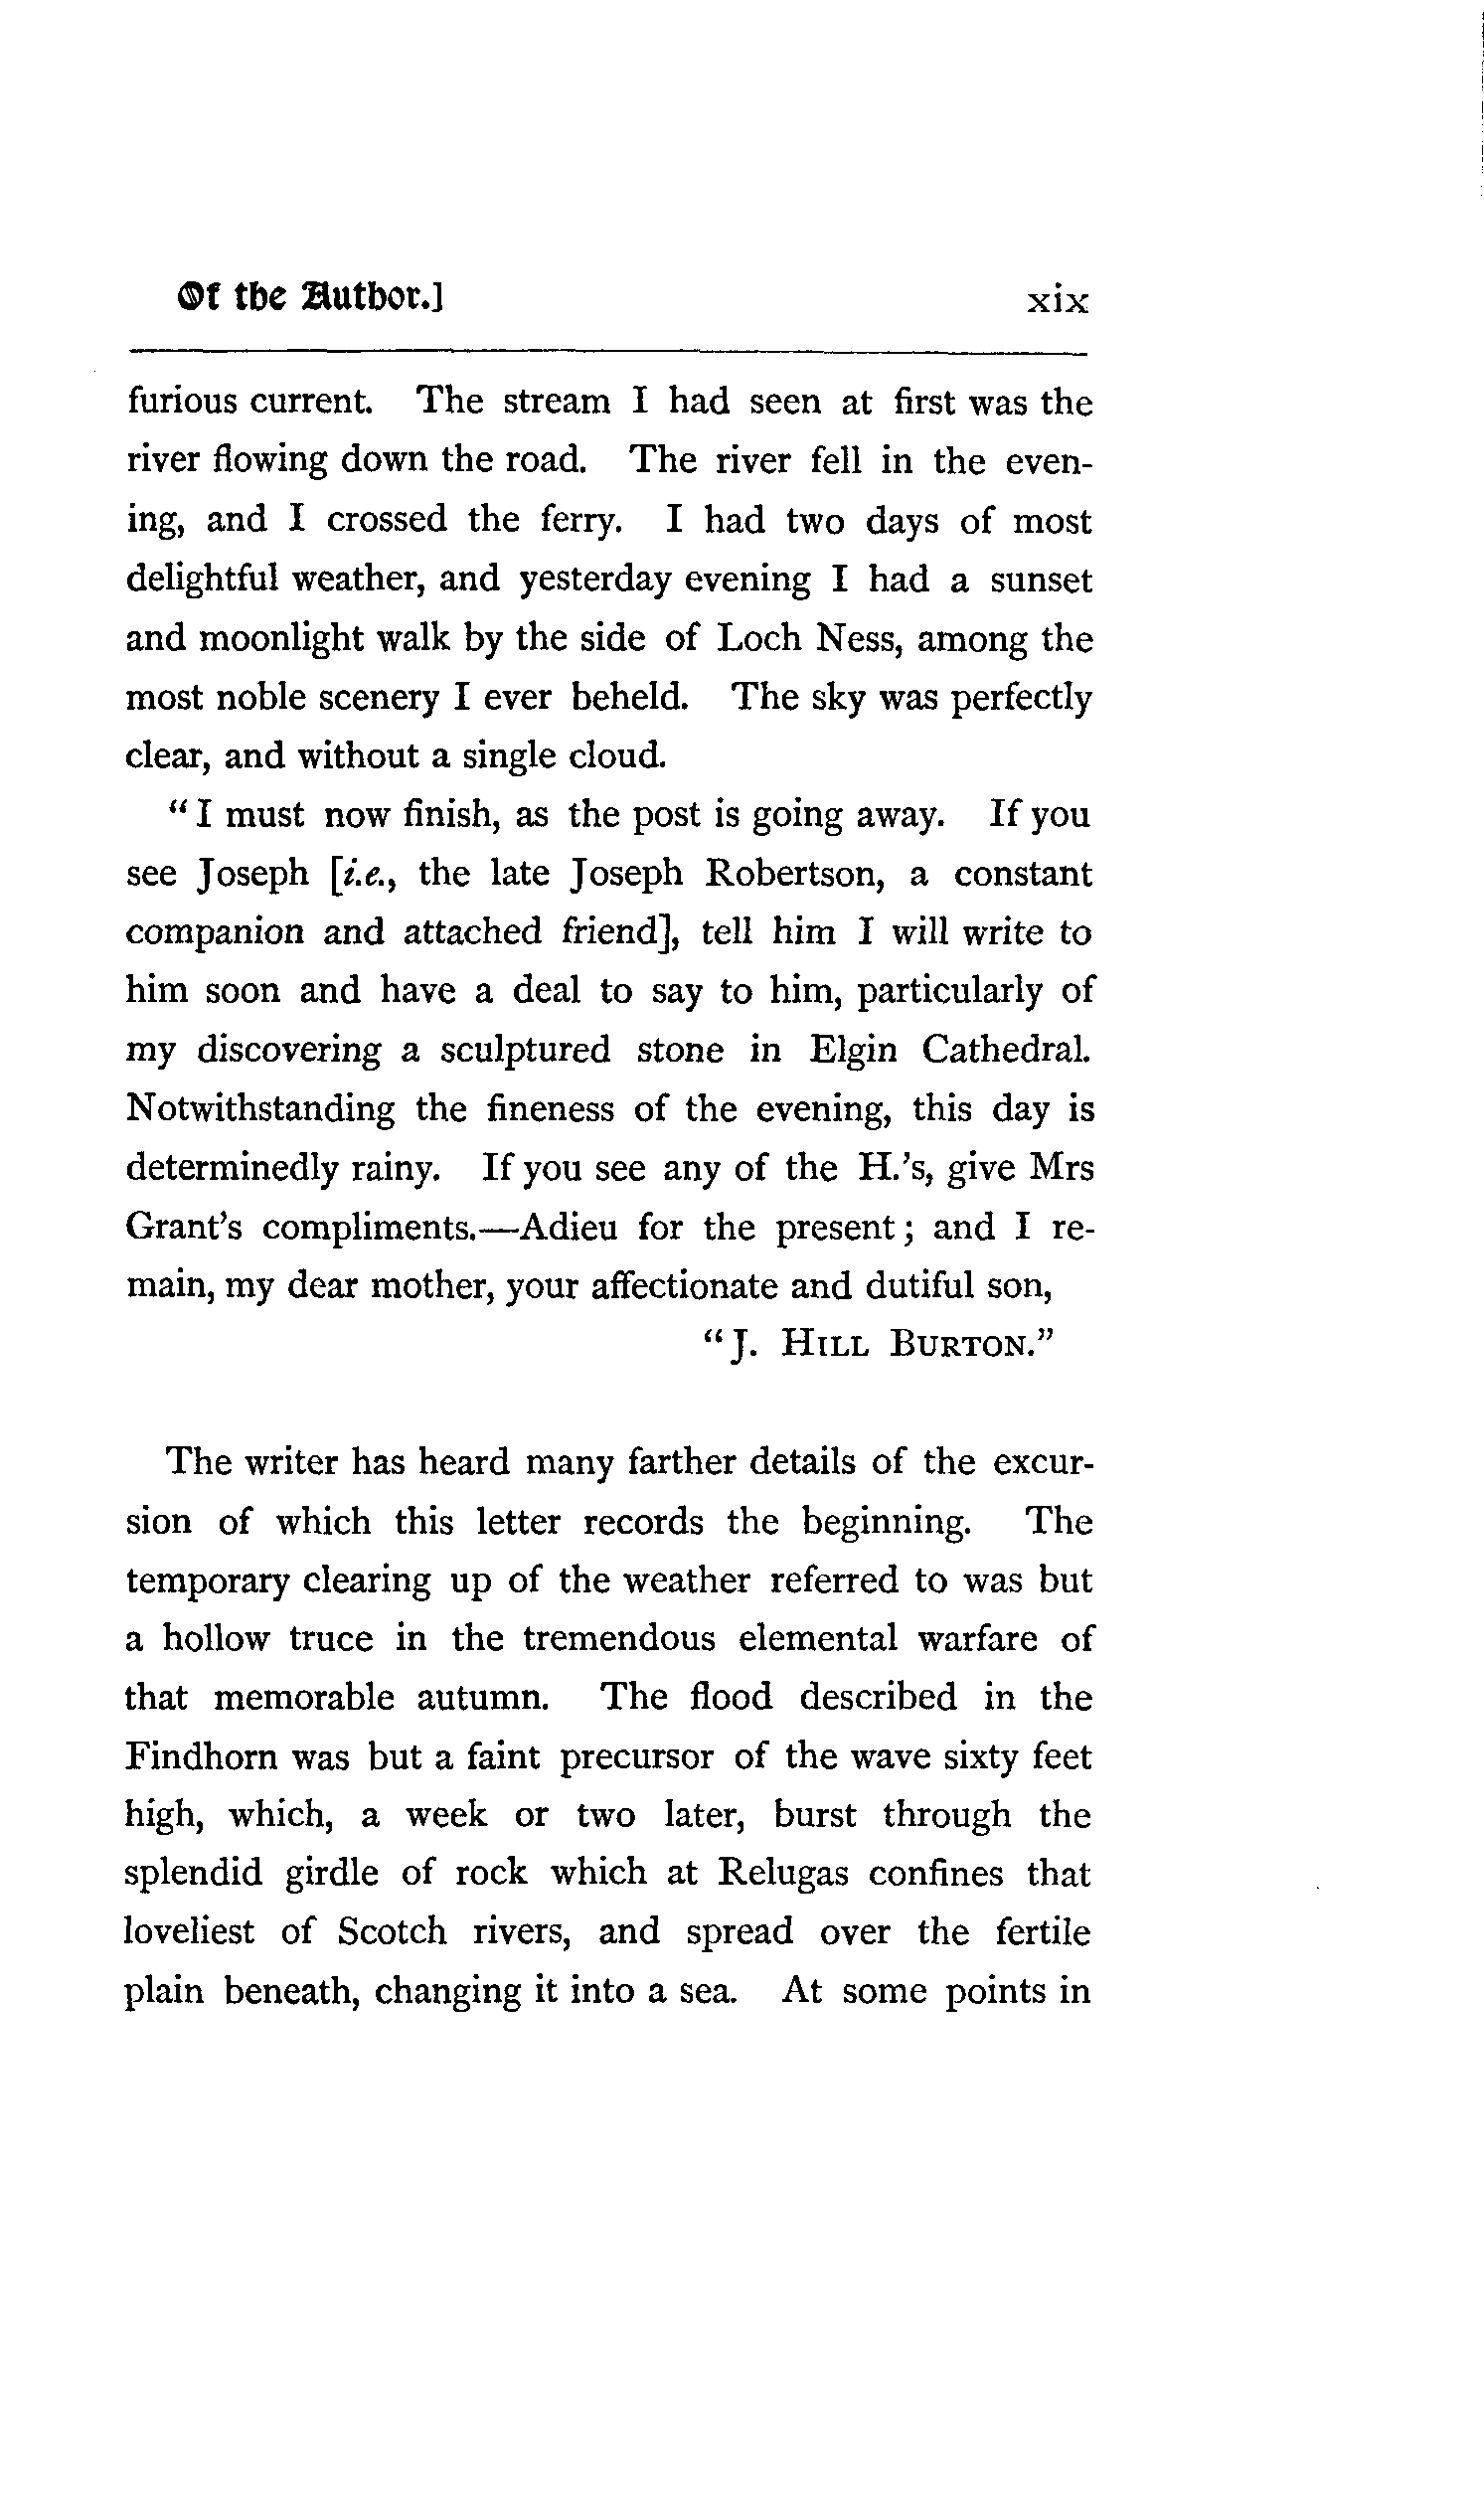 Of the Author.] xix
furious current. The stream I had seen at first was the
river flowing down the road. The river fell in the even-
ing, and I crossed the ferry. I had two days of most
delightful weather, and yesterday evening I had a sunset
and moonlight walk by the side of Loch Ness, among the
most noble scenery I ever beheld. The sky was perfectly
clear, and without a single cloud.
“I must now finish, as the post is going away. If you
see Joseph [i.e., the late Joseph Robertson, a constant
companion and attached friend], tell him I will write to
him soon and have a deal to say to him, particularly of
my discovering a sculptured stone in Elgin Cathedral.
Notwithstanding the fineness of the evening, this day is
determinedly rainy. If you see any of the H.’s, give Mrs
Grant’s compliments.—Adieu for the present; and I re-
main, my dear mother, your affectionate and dutiful son,
“J. HILL BURTON.”
The writer has heard many farther details of the excur-
sion of which this letter records the beginning. The
temporary clearing up of the weather referred to was but
a hollow truce in the tremendous elemental warfare of
that memorable autumn. The flood described in the
Findhorn was but a faint precursor of the wave sixty feet
high, which, a week or two later, burst through the
splendid girdle of rock which at Relugas confines that
loveliest of Scotch rivers, and spread over the fertile
plain beneath, changing it into a sea. At some points in